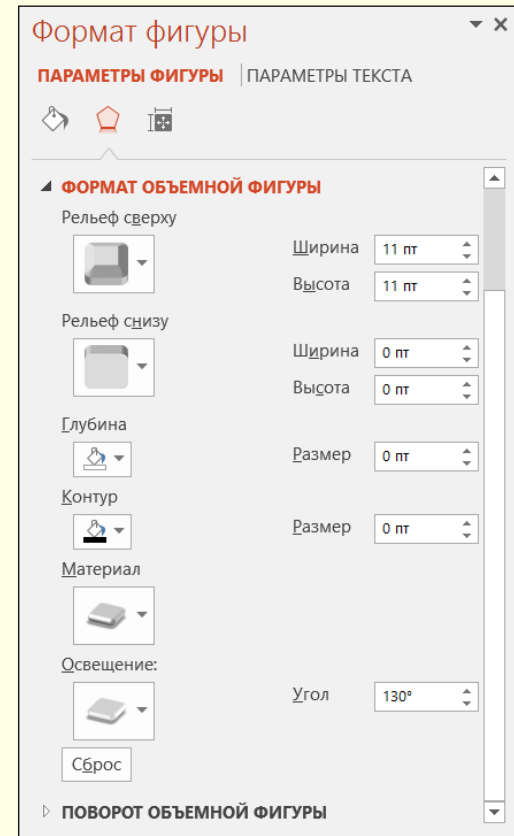 Формат фигуры
ПАРАМЕТРЫ ФИГУРЫ ПАРАМЕТРЫ ТЕКСТА
ФОРМАТ ОБЪЕМНОЙ ФИГУРЫ
Рельеф сверху
Ширина 11 пт
Высота 11 пт
Рельеф снизу
Ширина 0 пт
Высота 0 пт
Глубина
Размер 0 пт
Контур
Размер 0 пт
Материал
Освещение:
Угол 130°
Сброс
ПОВОРОТ ОБЪЕМНОЙ ФИГУРЫ